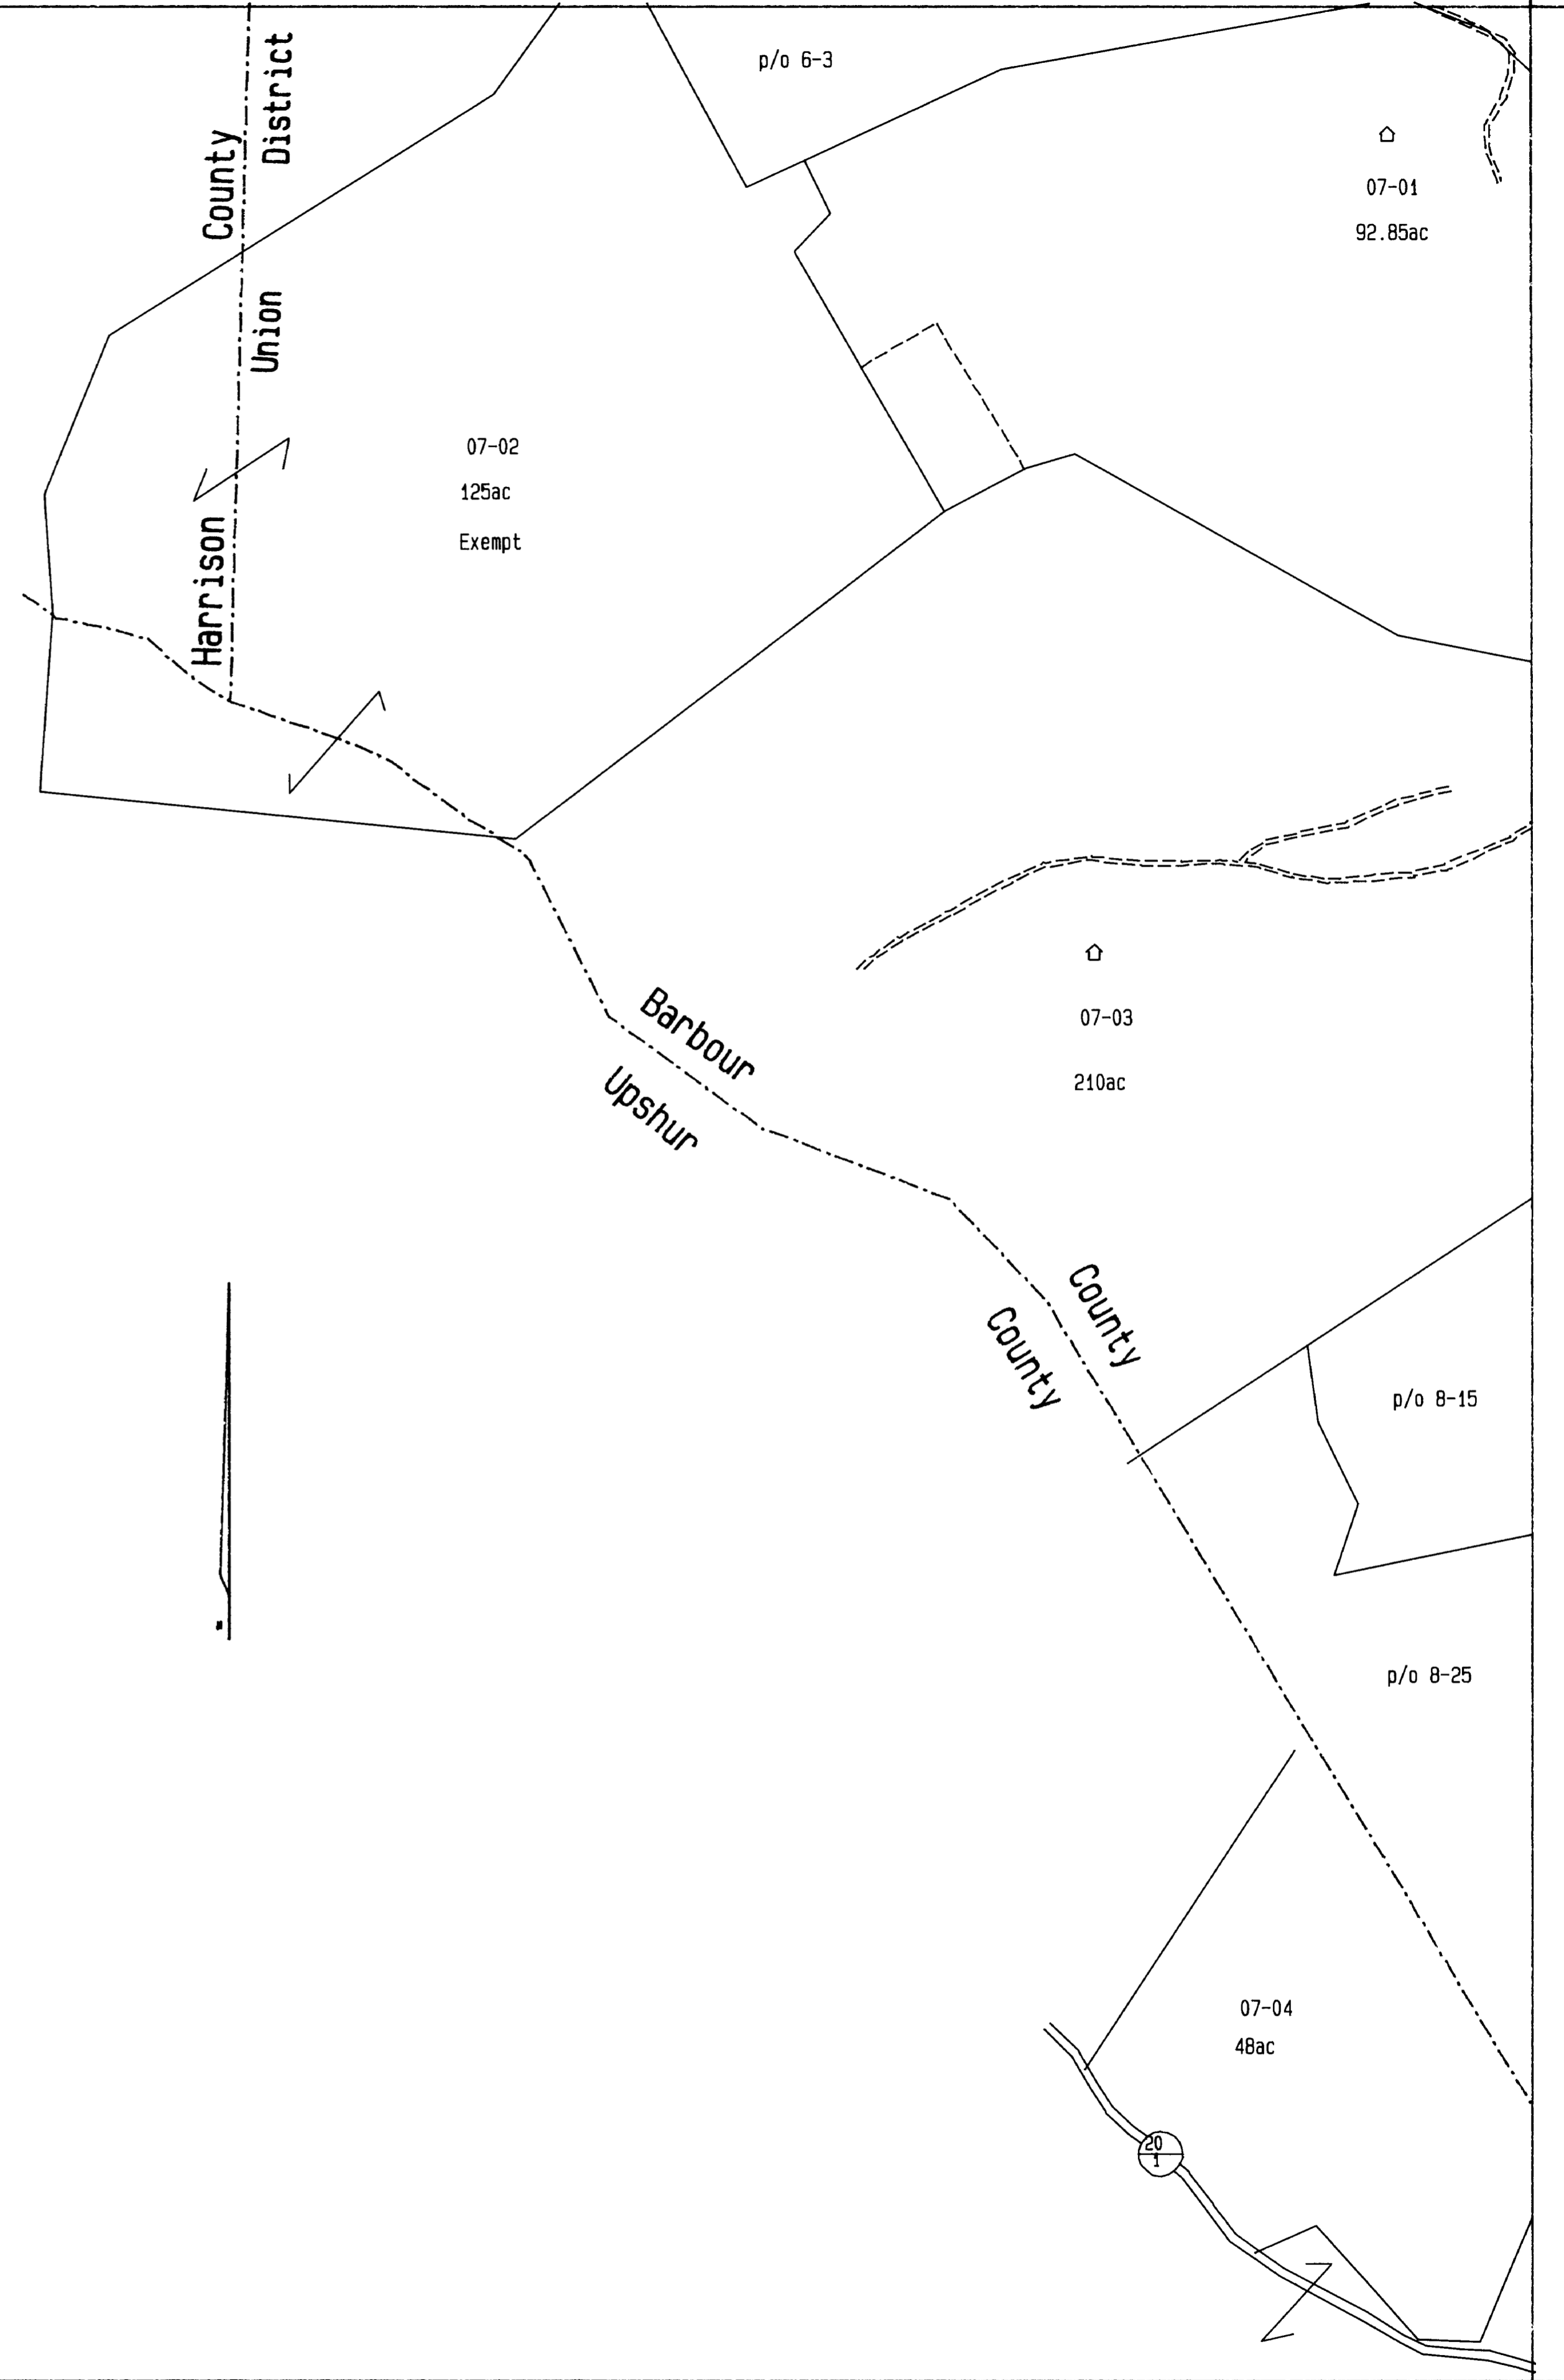 p/o 6-3
Harrison County
Union District
07-01
92.85ac
07-02
125ac
Exempt
07-03
210ac
Barbour County
Upshur County
p/o 8-15
p/o 8-25
07-04
48ac
20
1